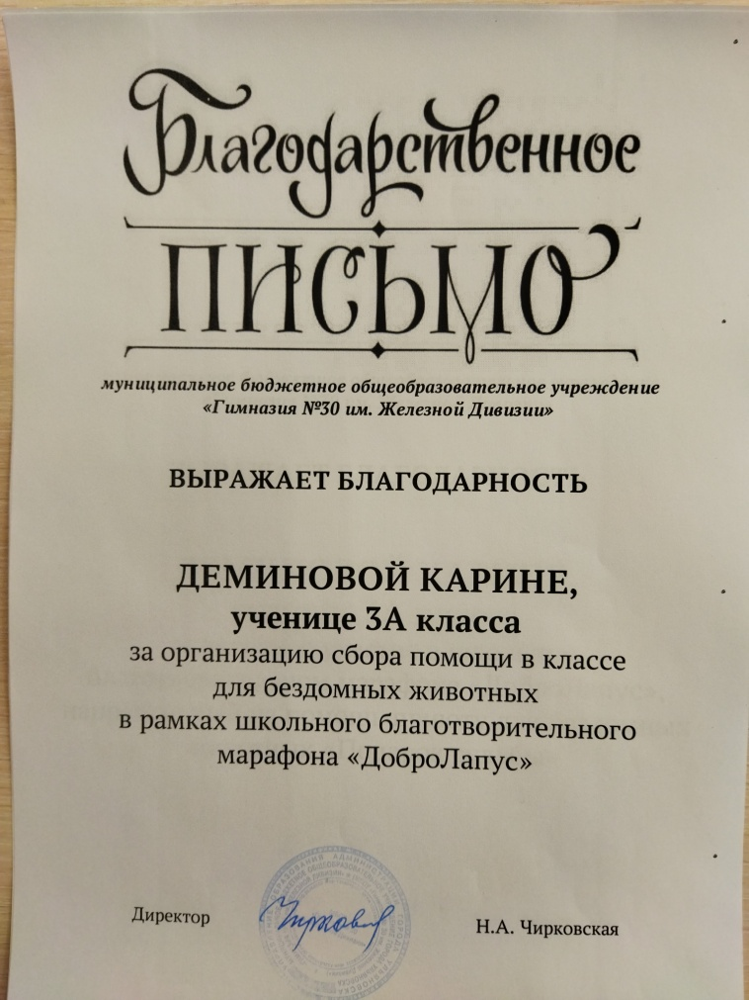 Благодарственное
ПИСЬМО
муниципальное бюджетное общеобразовательное учреждение
«Гимназия №30 им. Железной Дивизии»
ВЫРАЖАЕТ БЛАГОДАРНОСТЬ
ДЕМИНОВОЙ КАРИНЕ,
ученице 3А класса
за организацию сбора помощи в классе
для бездомных животных
в рамках школьного благотворительного
марафона «ДоброЛапус»
Директор
Н.А. Чирковская